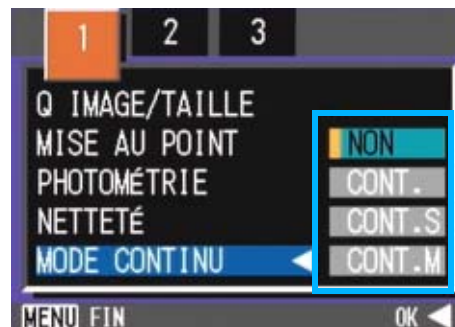 1 2 3
Q IMAGE/TAILLE
MISE AU POINT NON
PHOTOMÉTRIE CONT.
NETTETÉ CONT.S
MODE CONTINU CONT.M
MENU FIN OK